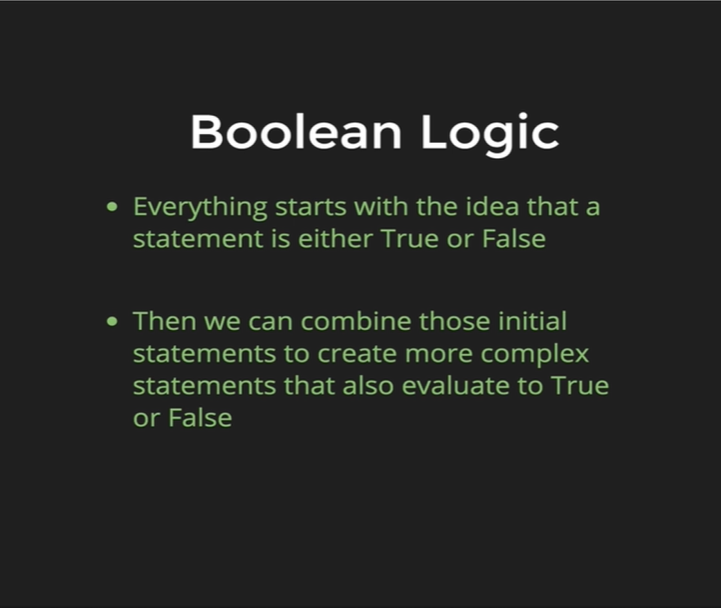 Boolean Logic
• Everything starts with the idea that a
statement is either True or False
• Then we can combine those initial
statements to create more complex
statements that also evaluate to True
or False